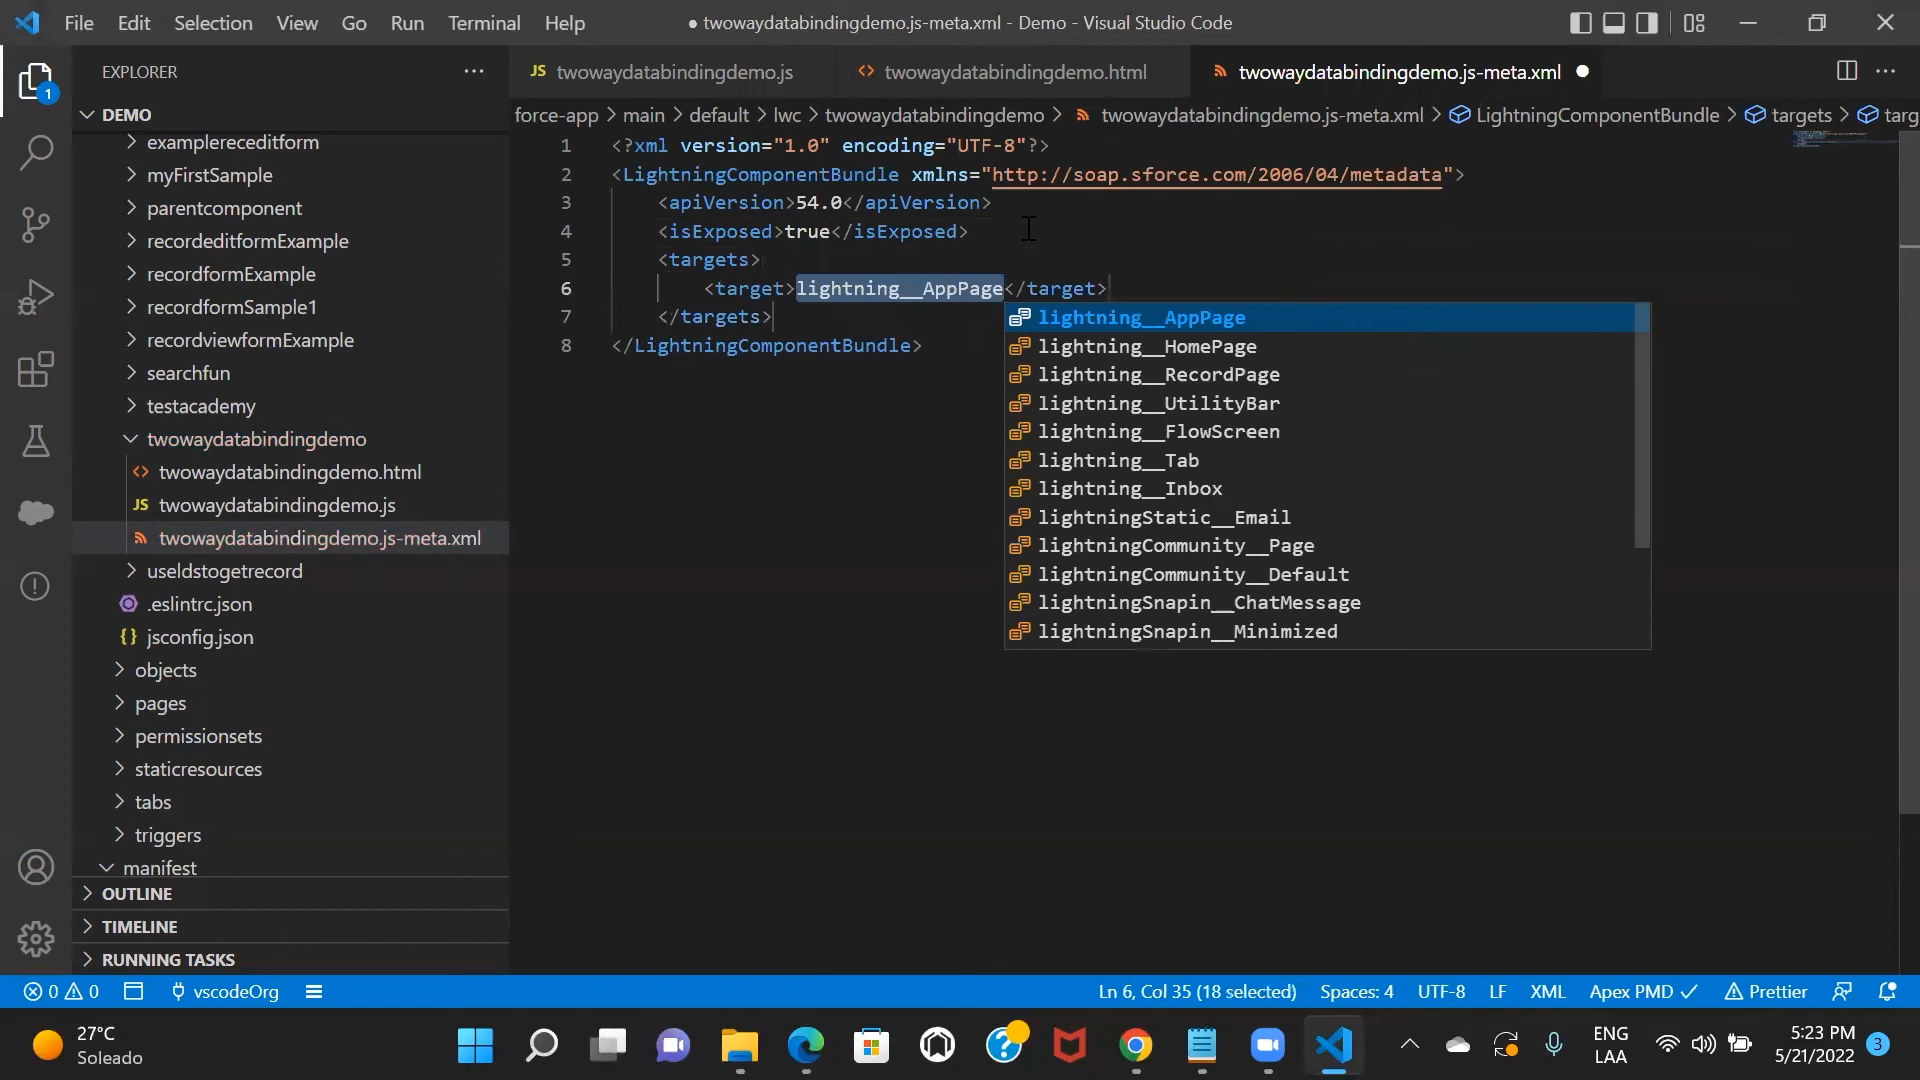 File Edit Selection View Go Run Terminal Help
● twowaydatabindingdemo.js-meta.xml - Demo - Visual Studio Code
EXPLORER ...
JS twowaydatabindingdemo.js
<> twowaydatabindingdemo.html
twowaydatabindingdemo.js-meta.xml ●
1
DEMO
force-app > main > default > lwc > twowaydatabindingdemo > twowaydatabindingdemo.js-meta.xml > LightningComponentBundle > targets > targ
examplereceditform
myFirstSample
parentcomponent
recordeditformExample
recordformExample
recordformSample1
recordviewformExample
searchfun
testacademy
twowaydatabindingdemo
<> twowaydatabindingdemo.html
JS twowaydatabindingdemo.js
twowaydatabindingdemo.js-meta.xml
useldstogetrecord
.eslintrc.json
{} jsconfig.json
objects
pages
permissionsets
staticresources
tabs
triggers
manifest
OUTLINE
TIMELINE
RUNNING TASKS
1 <?xml version="1.0" encoding="UTF-8"?>
2 <LightningComponentBundle xmlns="http://soap.sforce.com/2006/04/metadata">
3 <apiVersion>54.0</apiVersion>
4 <isExposed>true</isExposed>
5 <targets>
6 <target>lightning__AppPage</target>
7 </targets>
8 </LightningComponentBundle>
lightning__AppPage
lightning__HomePage
lightning__RecordPage
lightning__UtilityBar
lightning__FlowScreen
lightning__Tab
lightning__Inbox
lightningStatic__Email
lightningCommunity__Page
lightningCommunity__Default
lightningSnapin__ChatMessage
lightningSnapin__Minimized
0 0 vscodeOrg Ln 6, Col 35 (18 selected) Spaces: 4 UTF-8 LF XML Apex PMD ✓ Prettier
27°C
Soleado
ENG
LAA
5:23 PM
5/21/2022
3